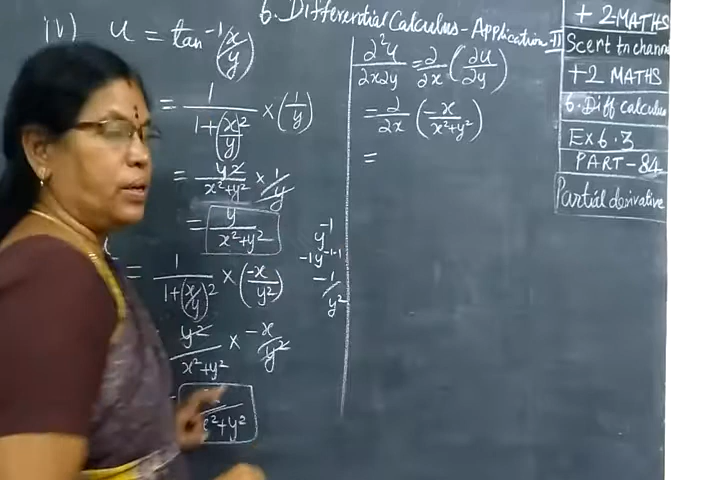 6. Differential Calculus - Application - II
iv) u = tan⁻¹(x/y)
= 1/(1+(x/y)²) × (1/y)
= y²/(x²+y²) × 1/y
= y/(x²+y²)
y⁻¹
-1y⁻¹⁻¹
-1/y²
= 1/(1+(x/y)²) × (-x/y²)
y²/(x²+y²) × -x/y²
x²+y²
∂²u/∂x∂y = ∂/∂x (∂u/∂y)
= ∂/∂x (-x/(x²+y²))
=
+2 MATHS
Scert tn channel
+2 MATHS
6. Diff calculus
EX 6.3
PART - 84
Partial derivative